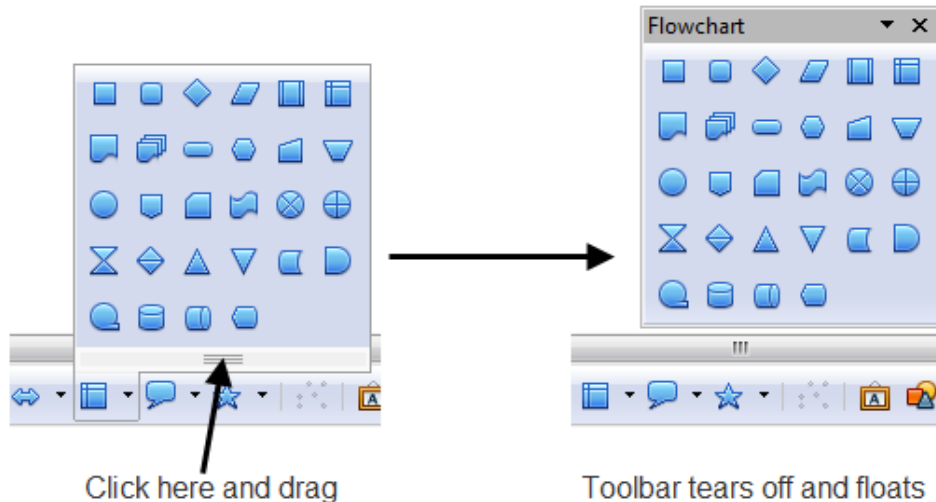 Flowchart
A
A
Click here and drag
Toolbar tears off and floats